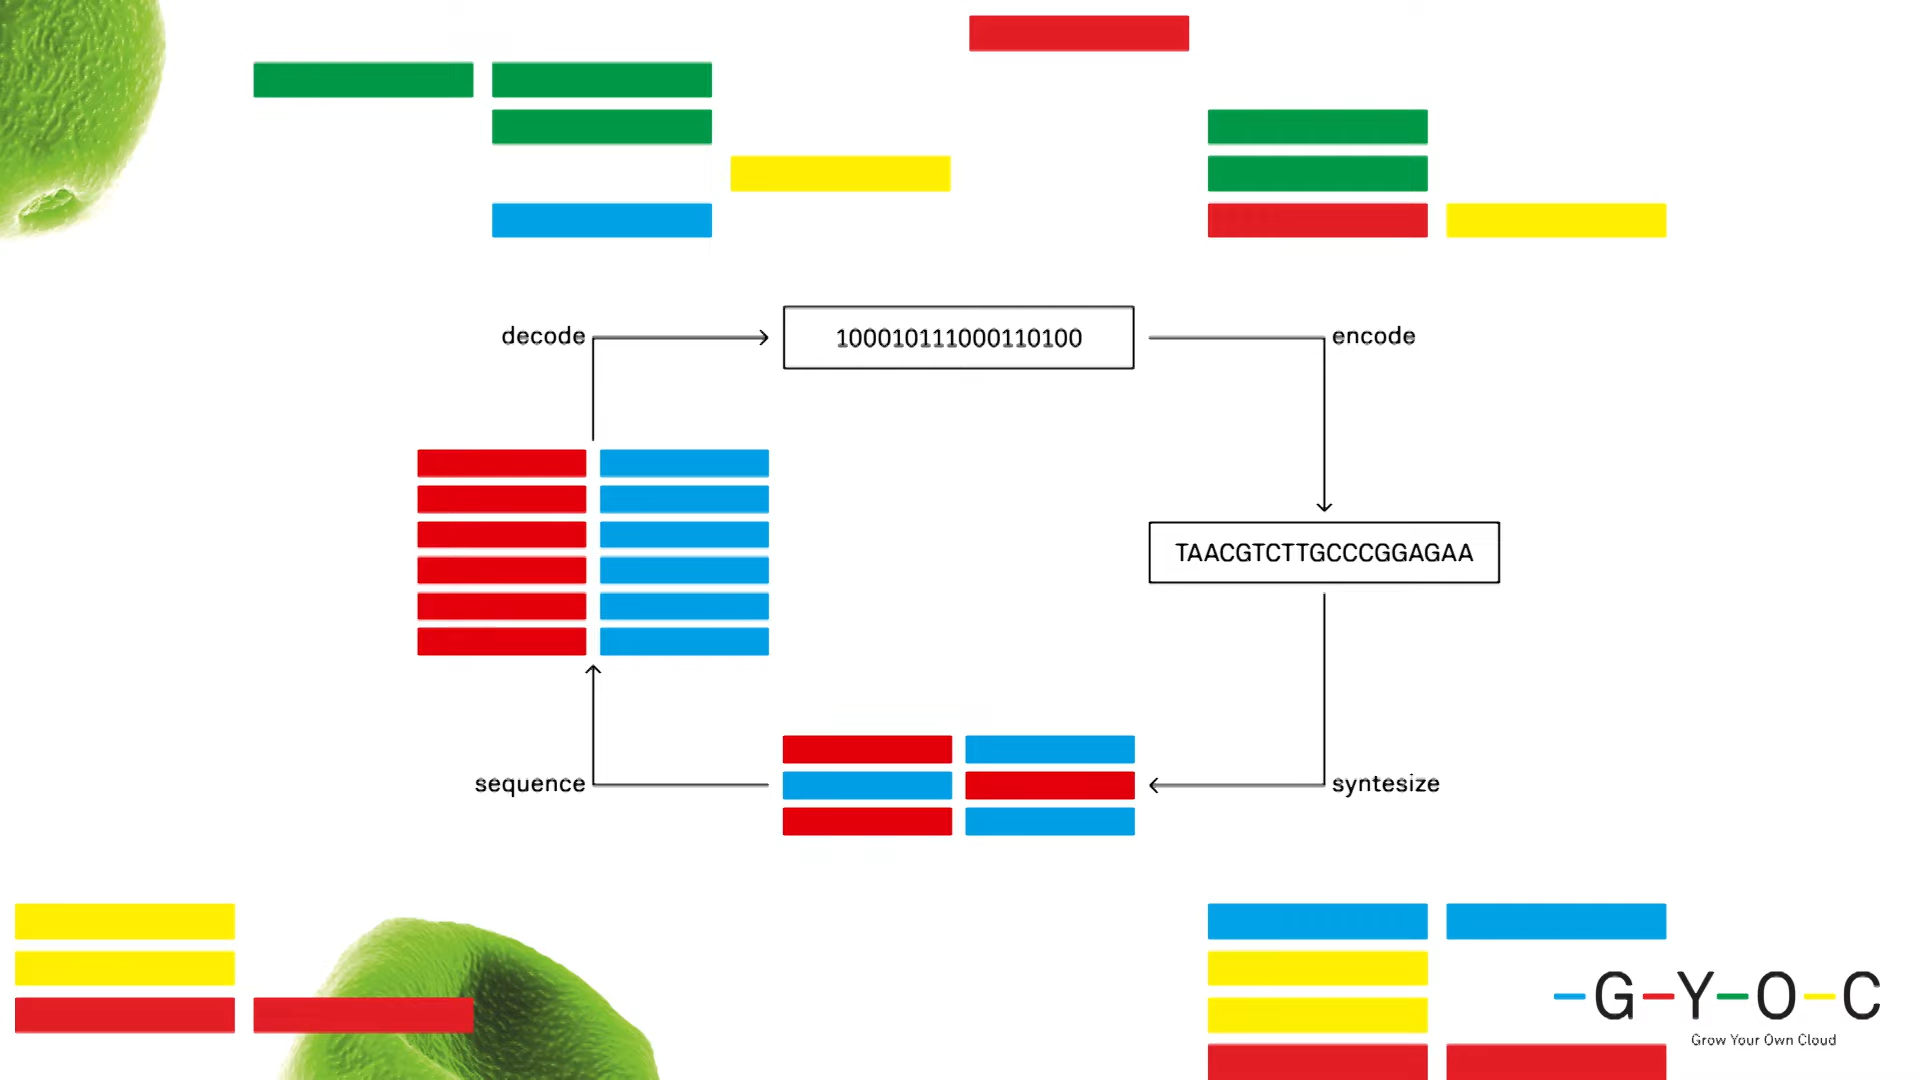 decode
100010111000110100
encode
TAACGTCTTGCCCGGAGAA
sequence
syntesize
G-Y-O-C
Grow Your Own Cloud